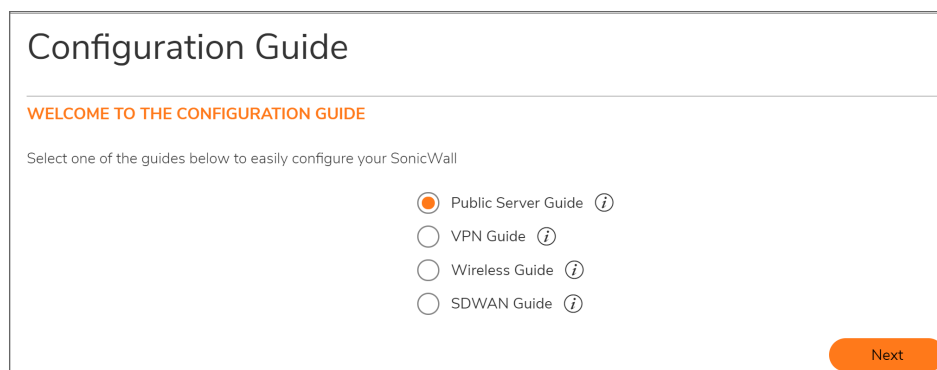 Configuration Guide
WELCOME TO THE CONFIGURATION GUIDE
Select one of the guides below to easily configure your SonicWall
Public Server Guide i
VPN Guide i
Wireless Guide i
SDWAN Guide i
Next